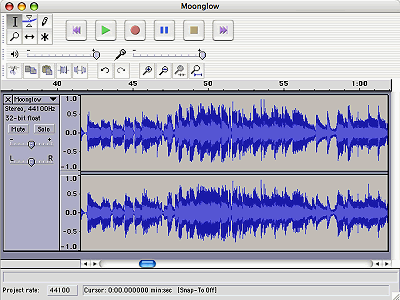 Moonglow
40 45 50 55 1:00
Moonglow
Stereo, 44100Hz
32-bit float
Mute Solo
- +
L R
1.0
0.5
0.0
-0.5
-1.0
1.0
0.5
0.0
-0.5
-1.0
Project rate: 44100 Cursor: 0:00.000000 min:sec [Snap-To Off]